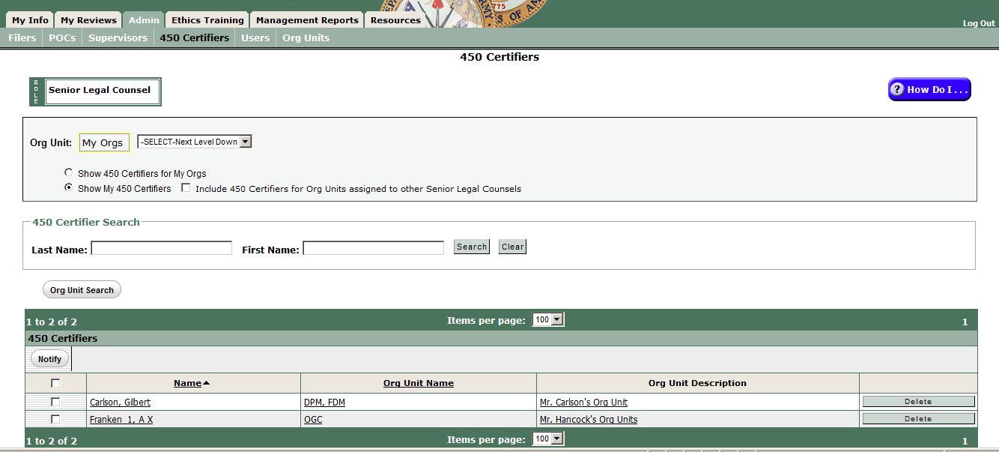 775
ARMY
S OF AM
My Info My Reviews Admin Ethics Training Management Reports Resources
Log Out
Filers POCs Supervisors 450 Certifiers Users Org Units
450 Certifiers
ROLE
Senior Legal Counsel
? How Do I . . .
Org Unit: My Orgs -SELECT-Next Level Down
Show 450 Certifiers for My Orgs
Show My 450 Certifiers Include 450 Certifiers for Org Units assigned to other Senior Legal Counsels
450 Certifier Search
Last Name: First Name: Search Clear
Org Unit Search
1 to 2 of 2 Items per page: 100 1
450 Certifiers
Notify
Name Org Unit Name Org Unit Description
Carlson, Gilbert DPM, FDM Mr. Carlson's Org Unit Delete
Franken_1, A X OGC Mr. Hancock's Org Units Delete
1 to 2 of 2 Items per page: 100 1